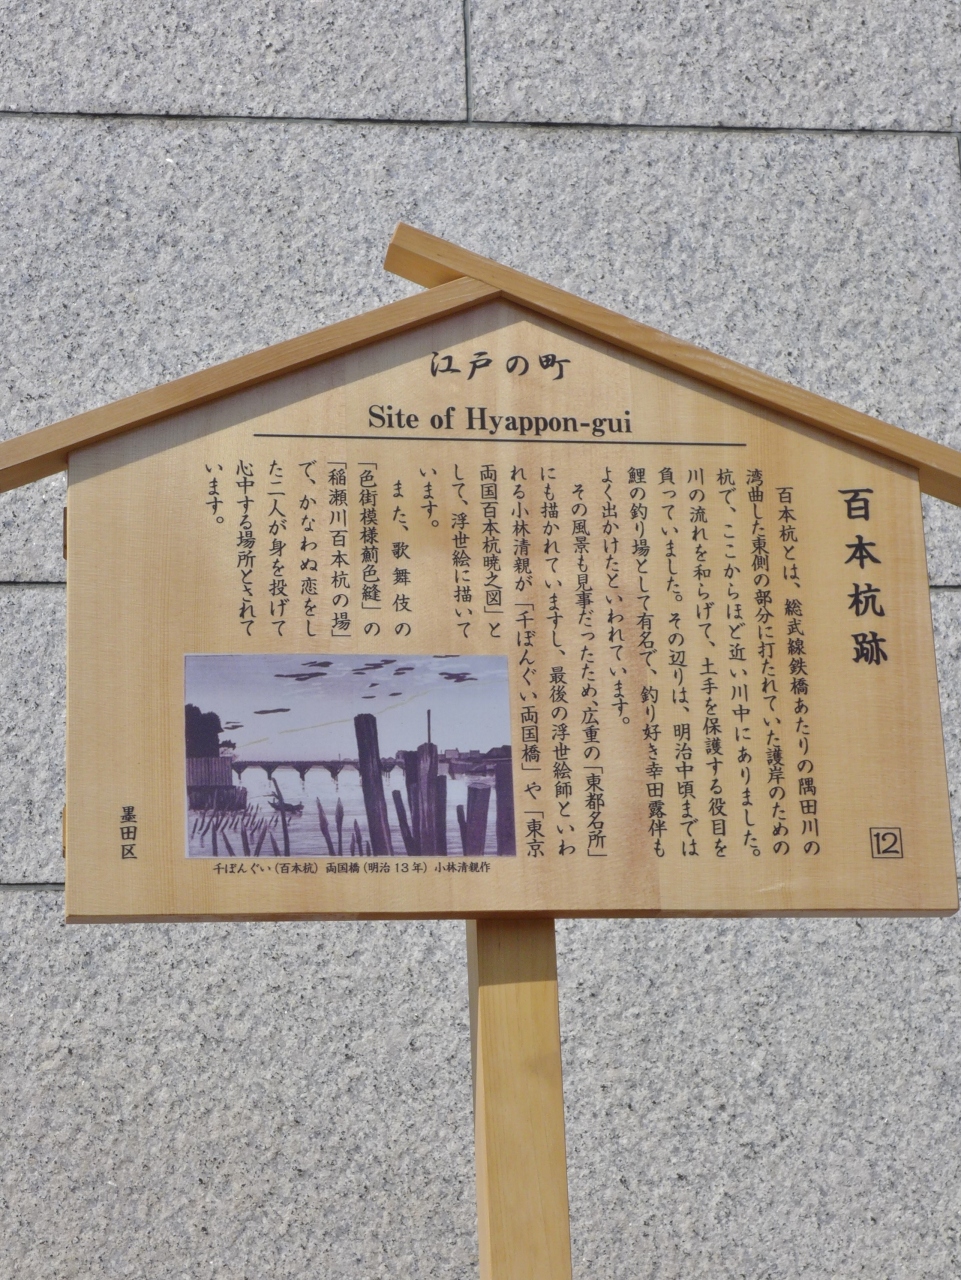 江戸の町
Site of Hyappon-gui
百本杭跡
12
百本杭とは、総武線鉄橋あたりの隅田川の
湾曲した東側の部分に打たれていた護岸のための
杭で、ここからほど近い川中にありました。
川の流れを和らげて、土手を保護する役目を
負っていました。その辺りは、明治中頃までは
鯉の釣り場として有名で、釣り好き幸田露伴も
よく出かけたといわれています。
その風景も見事だったため、広重の「東都名所」
にも描かれていますし、最後の浮世絵師といわ
れる小林清親が、「千ぼんぐい両国橋」や「東京
両国百本杭暁之図」と
して、浮世絵に描いて
います。
また、歌舞伎の
「色街模様薊色縫」の
「稲瀬川百本杭の場」
で、かなわぬ恋をし
た二人が身を投げて
心中する場所とされて
います。
千ぼんぐい(百本杭) 両国橋(明治13年) 小林清親作
墨田区